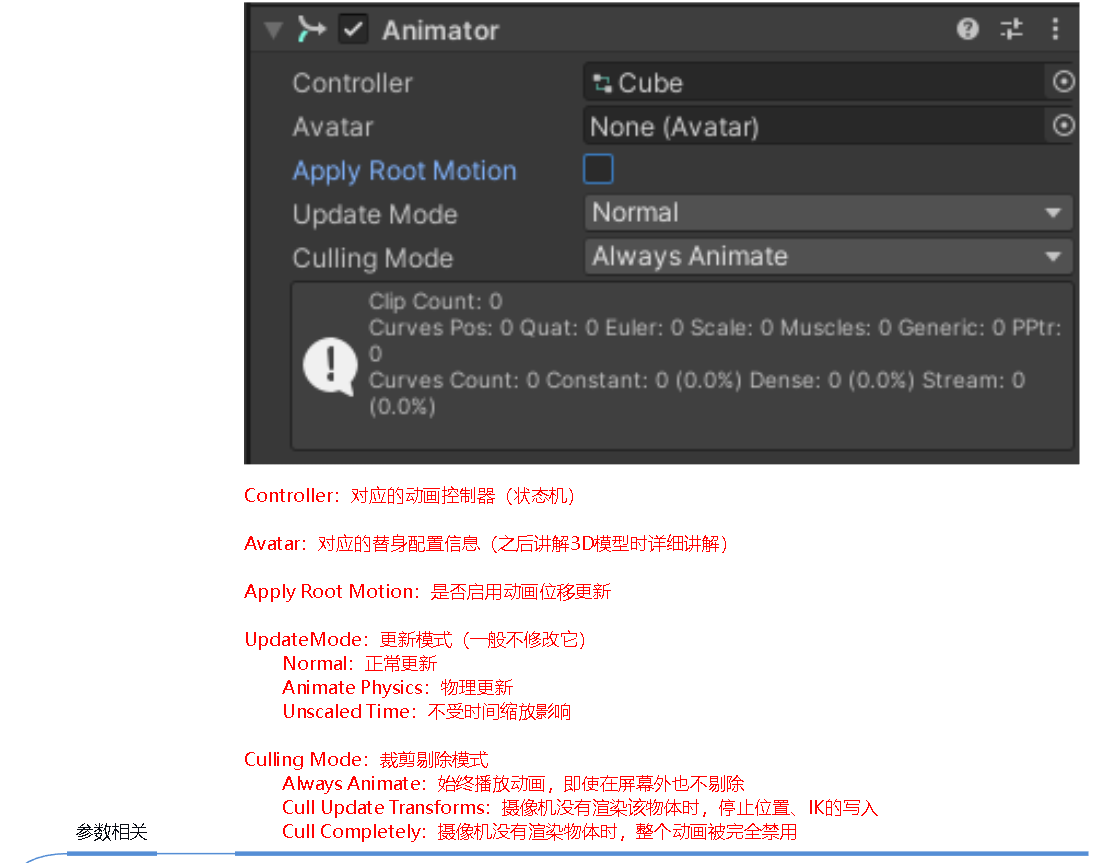 Animator
Controller
Cube
Avatar
None (Avatar)
Apply Root Motion
Update Mode
Normal
Culling Mode
Always Animate
Clip Count: 0
Curves Pos: 0 Quat: 0 Euler: 0 Scale: 0 Muscles: 0 Generic: 0 PPtr:
0
Curves Count: 0 Constant: 0 (0.0%) Dense: 0 (0.0%) Stream: 0
(0.0%)
Controller：对应的动画控制器（状态机）
Avatar：对应的替身配置信息（之后讲解3D模型时详细讲解）
Apply Root Motion：是否启用动画位移更新
UpdateMode：更新模式（一般不修改它）
Normal：正常更新
Animate Physics：物理更新
Unscaled Time：不受时间缩放影响
Culling Mode：裁剪剔除模式
Always Animate：始终播放动画，即使在屏幕外也不剔除
Cull Update Transforms：摄像机没有渲染该物体时，停止位置、IK的写入
Cull Completely：摄像机没有渲染物体时，整个动画被完全禁用
参数相关